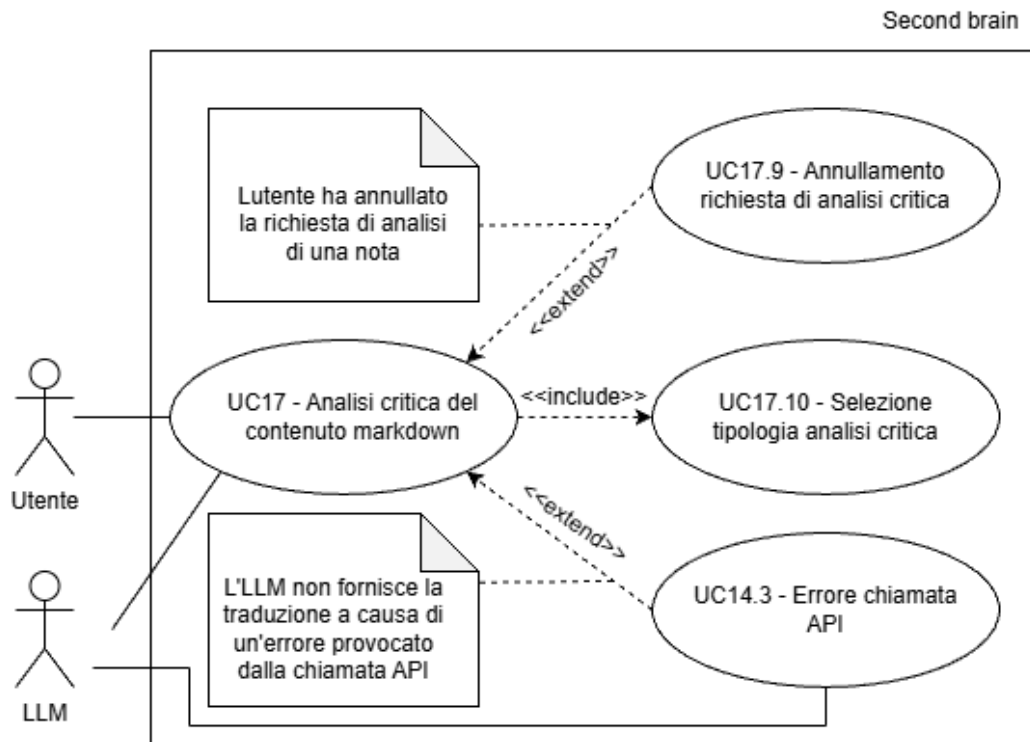 Second brain
Lutente ha annullato
la richiesta di analisi
di una nota
UC17.9 - Annullamento
richiesta di analisi critica
<<extend>>
UC17 - Analisi critica del
contenuto markdown
<<include>>
UC17.10 - Selezione
tipologia analisi critica
Utente
<<extend>>
L'LLM non fornisce la
traduzione a causa di
un'errore provocato
dalla chiamata API
UC14.3 - Errore chiamata
API
LLM